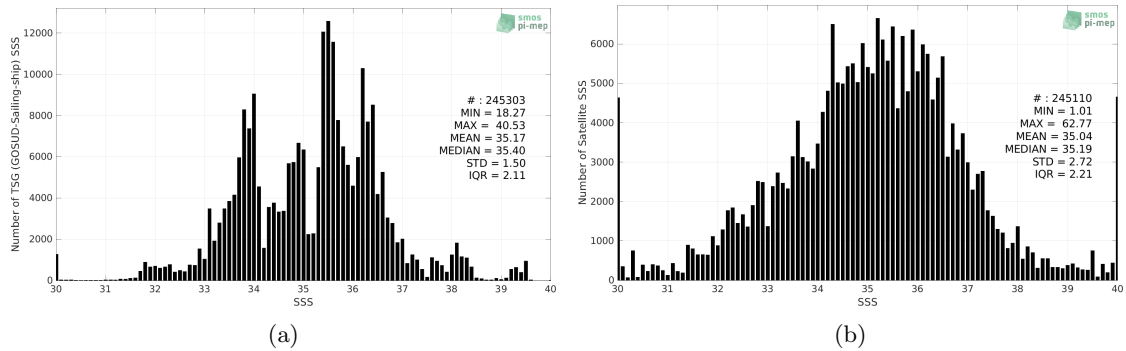 smos
pi-mep
Number of TSG (GOSUD-Sailing-ship) SSS
12000
10000
8000
6000
4000
2000
0
# : 245303
MIN = 18.27
MAX = 40.53
MEAN = 35.17
MEDIAN = 35.40
STD = 1.50
IQR = 2.11
30 31 32 33 34 35 36 37 38 39 40
SSS
(a)
smos
pi-mep
Number of Satellite SSS
6000
5000
4000
3000
2000
1000
0
# : 245110
MIN = 1.01
MAX = 62.77
MEAN = 35.04
MEDIAN = 35.19
STD = 2.72
IQR = 2.21
30 31 32 33 34 35 36 37 38 39 40
SSS
(b)